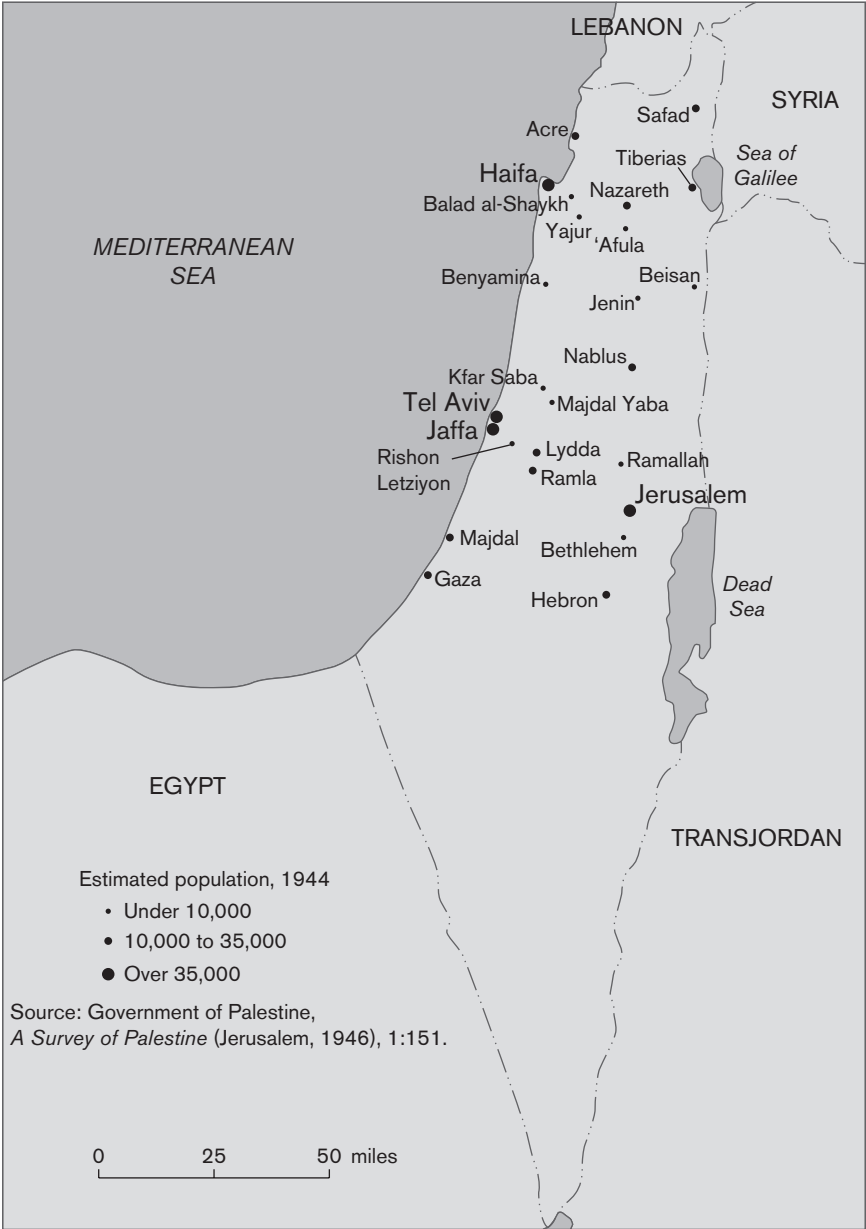 LEBANON
SYRIA
Safad
Acre
Tiberias
Sea of
Galilee
Haifa
Nazareth
Balad al-Shaykh
Yajur
‘Afula
MEDITERRANEAN
SEA
Benyamina
Beisan
Jenin
Nablus
Kfar Saba
Tel Aviv
Majdal Yaba
Jaffa
Rishon
Letziyon
Lydda
Ramallah
Ramla
Jerusalem
Majdal
Bethlehem
Gaza
Hebron
Dead
Sea
EGYPT
TRANSJORDAN
Estimated population, 1944
Under 10,000
10,000 to 35,000
Over 35,000
Source: Government of Palestine,
A Survey of Palestine (Jerusalem, 1946), 1:151.
0 25 50 miles